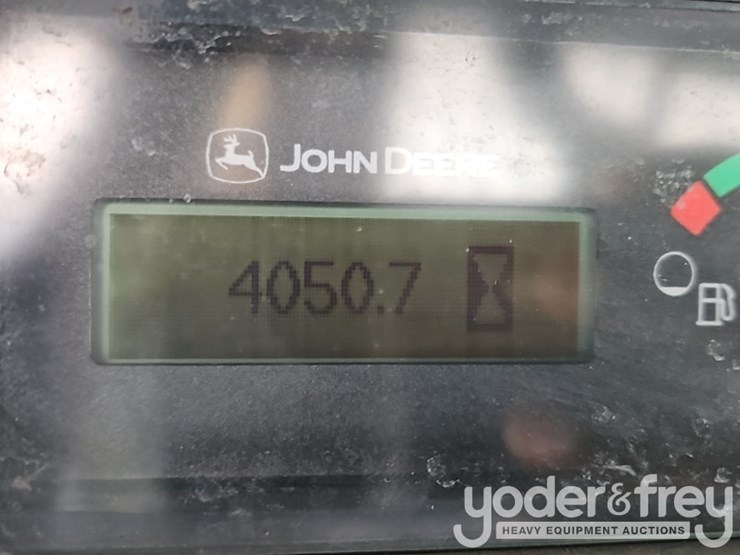 JOHN DEERE
4050.7
yoder&frey
HEAVY EQUIPMENT AUCTIONS